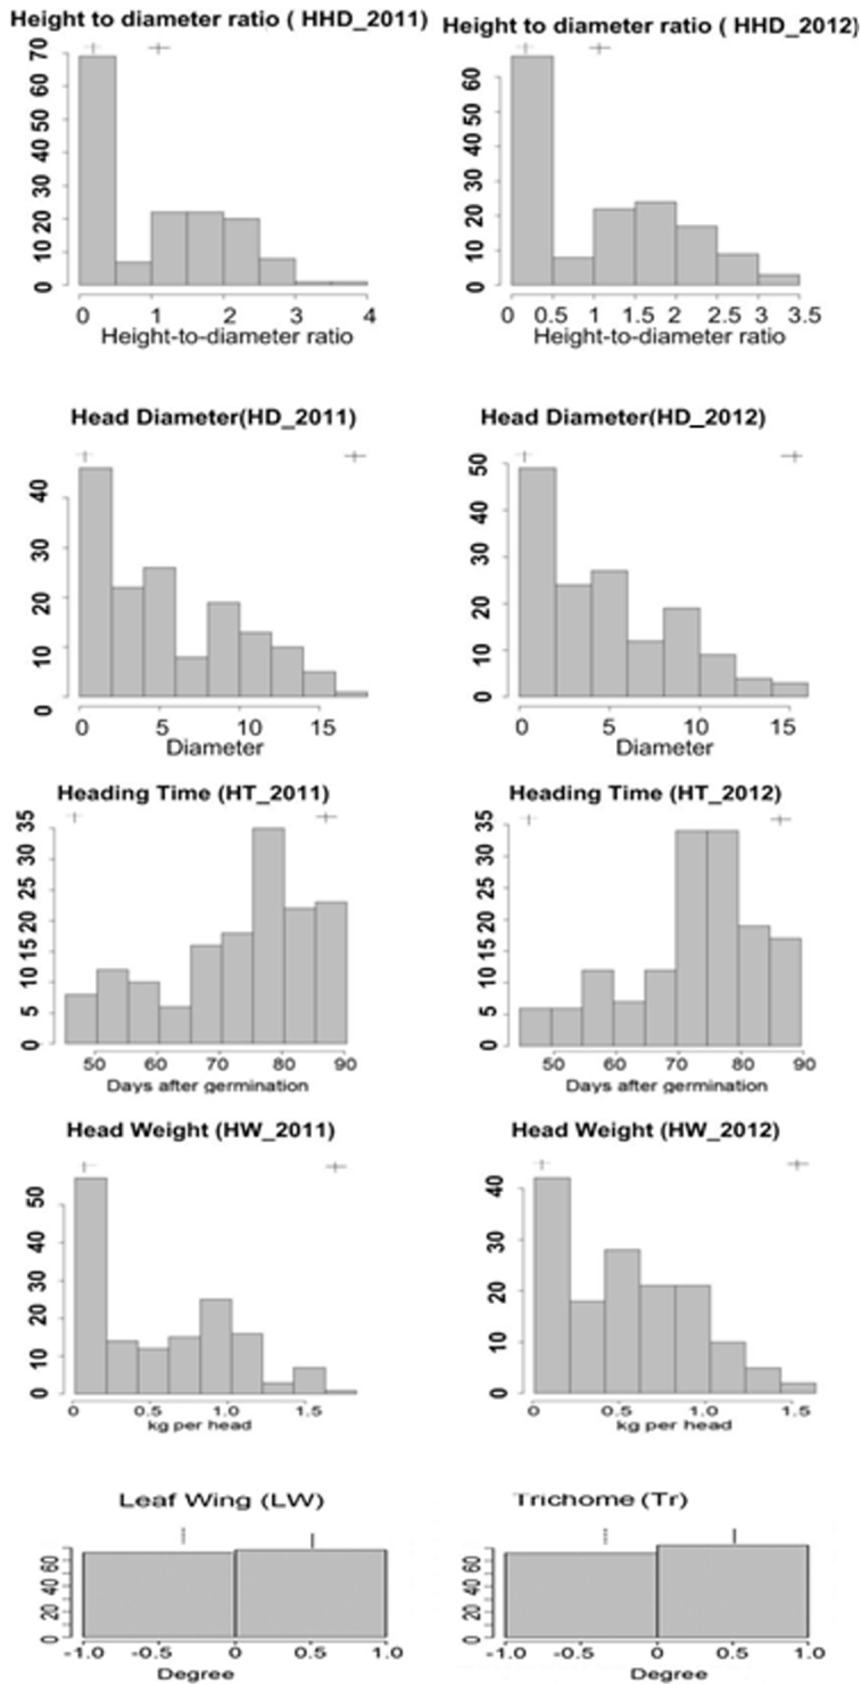 Height to diameter ratio ( HHD_2011)
Height to diameter ratio ( HHD_2012)
70
60
50
40
30
20
10
0
0 1 2 3 4
Height-to-diameter ratio
60
50
40
30
20
10
0
0 0.5 1 1.5 2 2.5 3 3.5
Height-to-diameter ratio
Head Diameter(HD_2011)
Head Diameter(HD_2012)
40
30
20
10
0
0 5 10 15
Diameter
50
40
30
20
10
0
0 5 10 15
Diameter
Heading Time (HT_2011)
Heading Time (HT_2012)
35
30
25
20
15
10
5
0
50 60 70 80 90
Days after germination
35
30
25
20
15
10
5
0
50 60 70 80 90
Days after germination
Head Weight (HW_2011)
Head Weight (HW_2012)
50
40
30
20
10
0
0 0.5 1.0 1.5
kg per head
40
30
20
10
0
0 0.5 1.0 1.5
kg per head
Leaf Wing (LW)
Trichome (Tr)
60
40
20
0
-1.0 -0.5 0 0.5 1.0
Degree
60
40
20
0
-1.0 -0.5 0 0.5 1.0
Degree